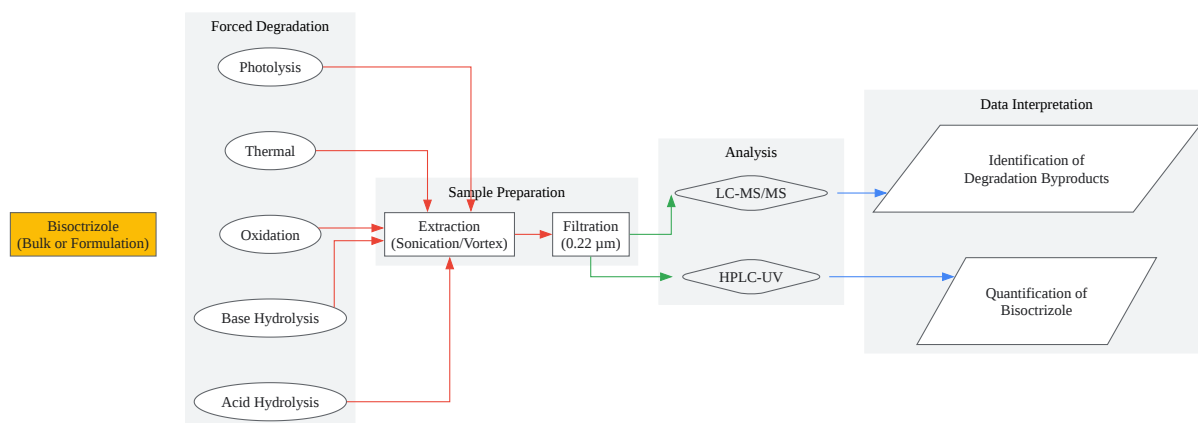 Bisoctrizole
(Bulk or Formulation)
Forced Degradation
Photolysis
Thermal
Oxidation
Base Hydrolysis
Acid Hydrolysis
Sample Preparation
Extraction
(Sonication/Vortex)
Filtration
(0.22 µm)
Analysis
LC-MS/MS
HPLC-UV
Data Interpretation
Identification of
Degradation Byproducts
Quantification of
Bisoctrizole